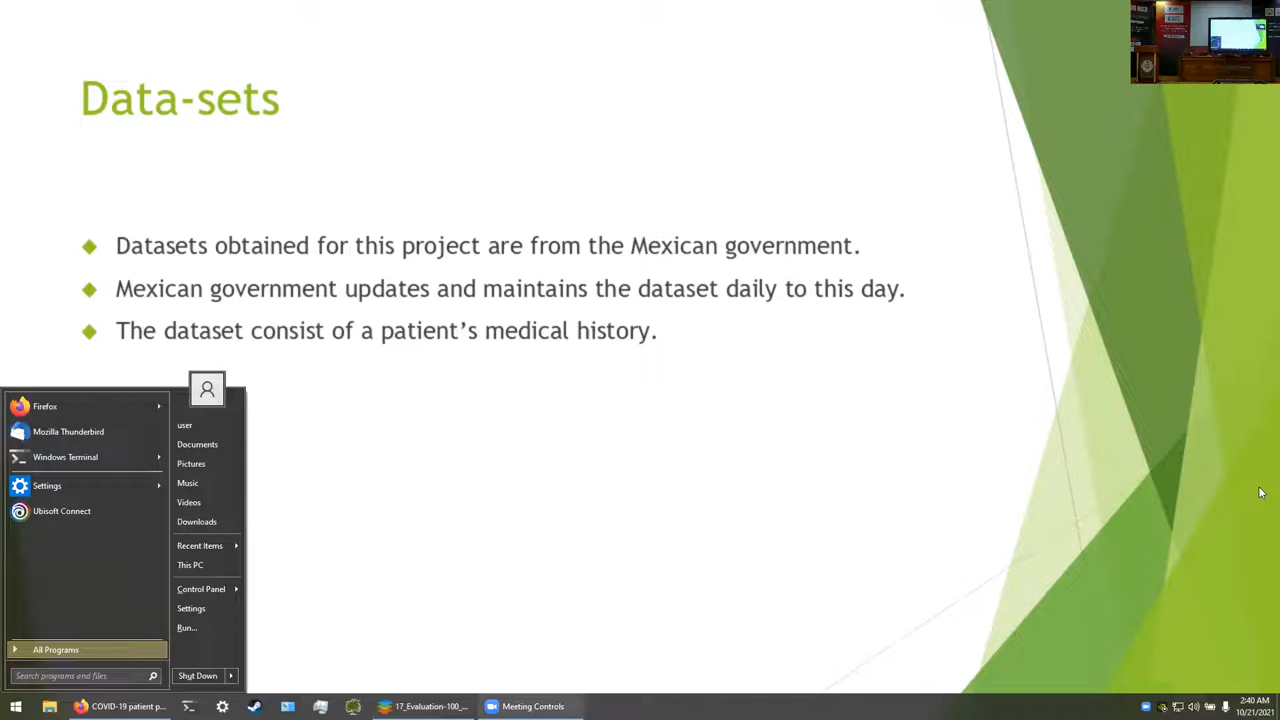 Data-sets
Datasets obtained for this project are from the Mexican government.
Mexican government updates and maintains the dataset daily to this day.
The dataset consist of a patient’s medical history.
Firefox
Mozilla Thunderbird
Windows Terminal
Settings
Ubisoft Connect
All Programs
Search programs and files
user
Documents
Pictures
Music
Videos
Downloads
Recent Items
This PC
Control Panel
Settings
Run...
Shut Down
COVID-19 patient p...
17_Evaluation-100_...
Meeting Controls
2:40 AM
10/21/2021